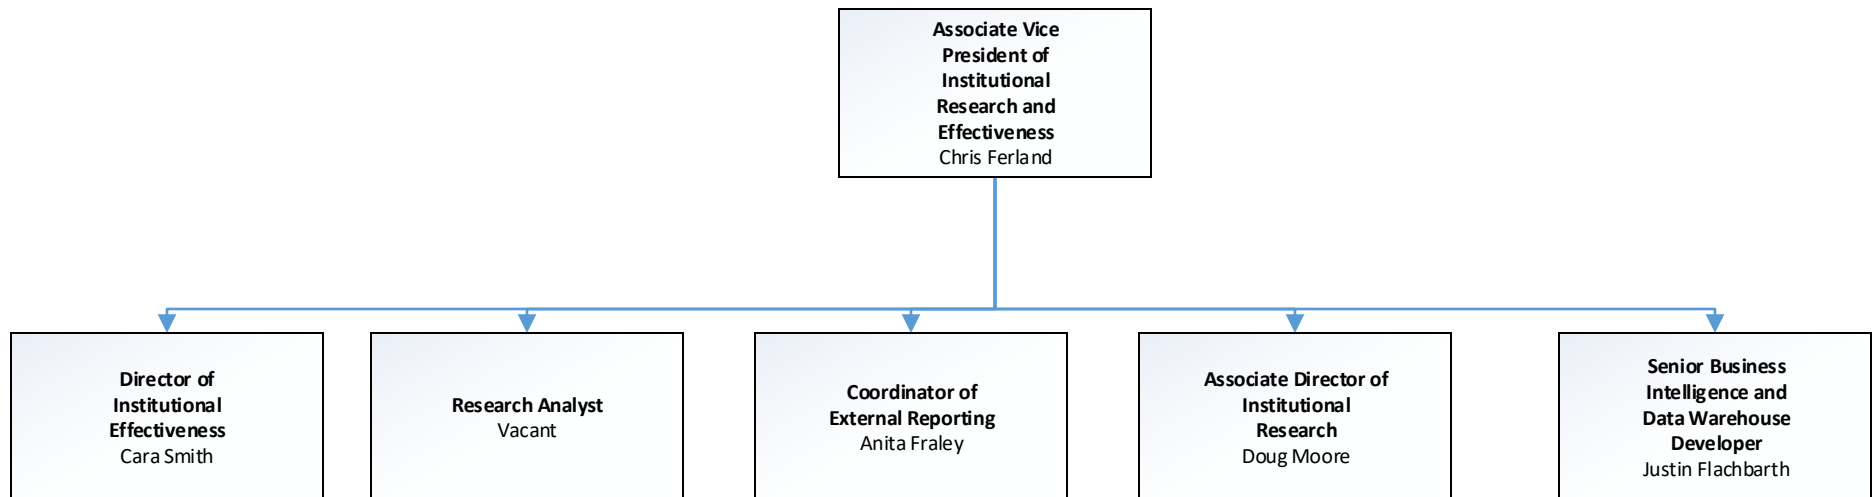 Associate Vice
President of
Institutional
Research and
Effectiveness
Chris Ferland
Director of
Institutional
Effectiveness
Cara Smith
Research Analyst
Vacant
Coordinator of
External Reporting
Anita Fraley
Associate Director of
Institutional
Research
Doug Moore
Senior Business
Intelligence and
Data Warehouse
Developer
Justin Flachbarth